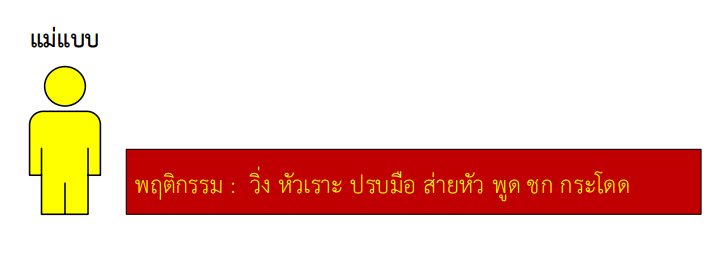 แม่แบบ
พฤติกรรม : วิ่ง หัวเราะ ปรบมือ ส่ายหัว พูด ชก กระโดด